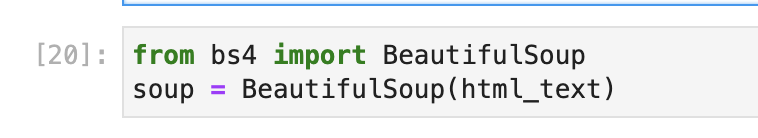 [20]: from bs4 import BeautifulSoup
soup = BeautifulSoup(html_text)